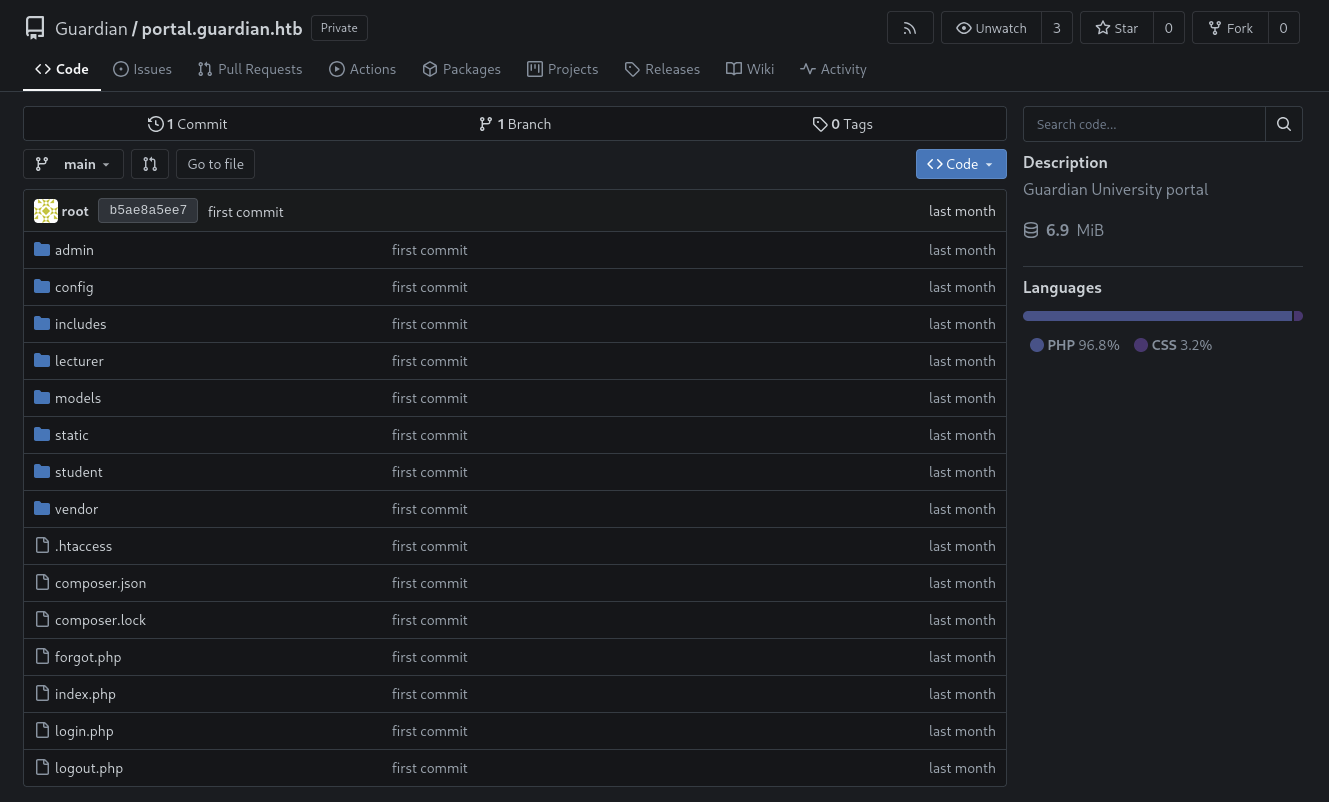 Guardian / portal.guardian.htb Private Unwatch 3 Star 0 Fork 0
Code Issues Pull Requests Actions Packages Projects Releases Wiki Activity
1 Commit 1 Branch 0 Tags
main Go to file Code
root b5ae8a5ee7 first commit last month
admin first commit last month
config first commit last month
includes first commit last month
lecturer first commit last month
models first commit last month
static first commit last month
student first commit last month
vendor first commit last month
.htaccess first commit last month
composer.json first commit last month
composer.lock first commit last month
forgot.php first commit last month
index.php first commit last month
login.php first commit last month
logout.php first commit last month
Search code...
Description
Guardian University portal
6.9 MiB
Languages
PHP 96.8% CSS 3.2%